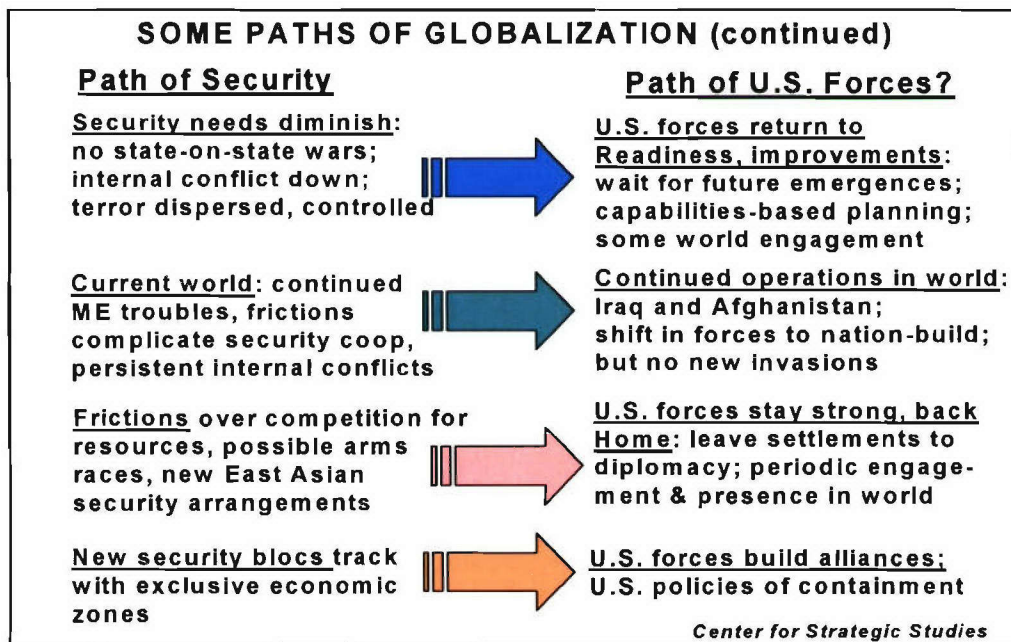 SOME PATHS OF GLOBALIZATION (continued)
Path of Security
Security needs diminish:
no state-on-state wars;
internal conflict down;
terror dispersed, controlled
Path of U.S. Forces?
U.S. forces return to
Readiness, improvements:
wait for future emergences;
capabilities-based planning;
some world engagement
Current world: continued
ME troubles, frictions
complicate security coop,
persistent internal conflicts
Continued operations in world:
Iraq and Afghanistan;
shift in forces to nation-build;
but no new invasions
Frictions over competition for
resources, possible arms
races, new East Asian
security arrangements
U.S. forces stay strong, back
Home: leave settlements to
diplomacy; periodic engage-
ment & presence in world
New security blocs track
with exclusive economic
zones
U.S. forces build alliances;
U.S. policies of containment
Center for Strategic Studies